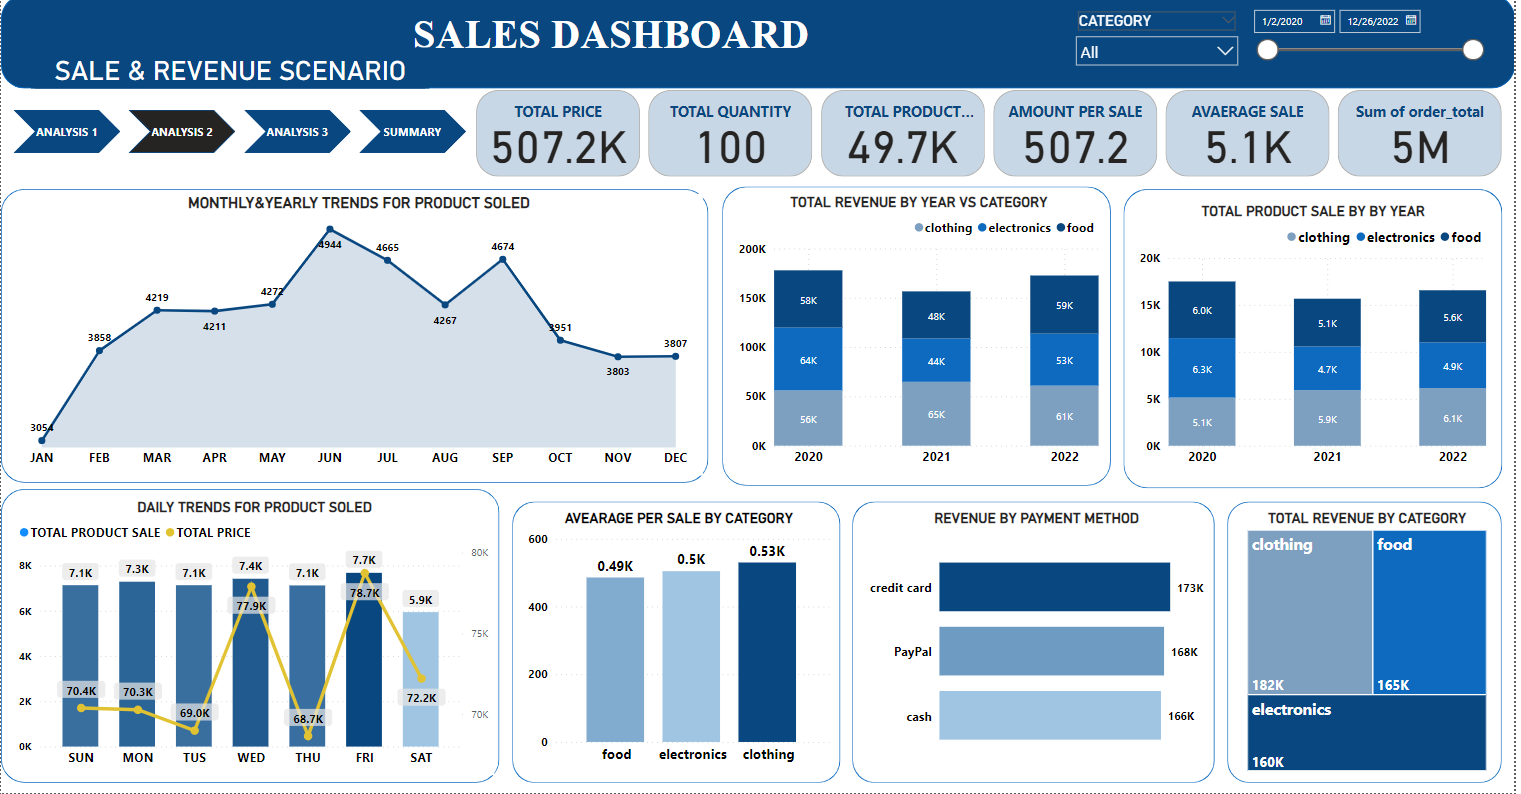 SALES DASHBOARD
SALE & REVENUE SCENARIO
CATEGORY
All
1/2/2020
12/26/2022
ANALYSIS 1
ANALYSIS 2
ANALYSIS 3
SUMMARY
TOTAL PRICE
507.2K
TOTAL QUANTITY
100
TOTAL PRODUCT...
49.7K
AMOUNT PER SALE
507.2
AVAERAGE SALE
5.1K
Sum of order_total
5M
MONTHLY&YEARLY TRENDS FOR PRODUCT SOLED
3054
3858
4219
4211
4272
4944
4665
4267
4674
3951
3803
3807
JAN FEB MAR APR MAY JUN JUL AUG SEP OCT NOV DEC
TOTAL REVENUE BY YEAR VS CATEGORY
clothing electronics food
200K
150K
100K
50K
0K
58K 48K 59K
64K 44K 53K
56K 65K 61K
2020 2021 2022
TOTAL PRODUCT SALE BY BY YEAR
clothing electronics food
20K
15K
10K
5K
0K
6.0K 5.1K 5.6K
6.3K 4.7K 4.9K
5.1K 5.9K 6.1K
2020 2021 2022
DAILY TRENDS FOR PRODUCT SOLED
TOTAL PRODUCT SALE TOTAL PRICE
8K
6K
4K
2K
0K
80K
75K
70K
7.1K 7.3K 7.1K 7.4K 7.1K 7.7K 5.9K
70.4K 70.3K 69.0K 77.9K 68.7K 78.7K 72.2K
SUN MON TUS WED THU FRI SAT
AVEARAGE PER SALE BY CATEGORY
600
400
200
0
0.49K 0.5K 0.53K
food electronics clothing
REVENUE BY PAYMENT METHOD
credit card 173K
PayPal 168K
cash 166K
TOTAL REVENUE BY CATEGORY
clothing
182K
food
165K
electronics
160K